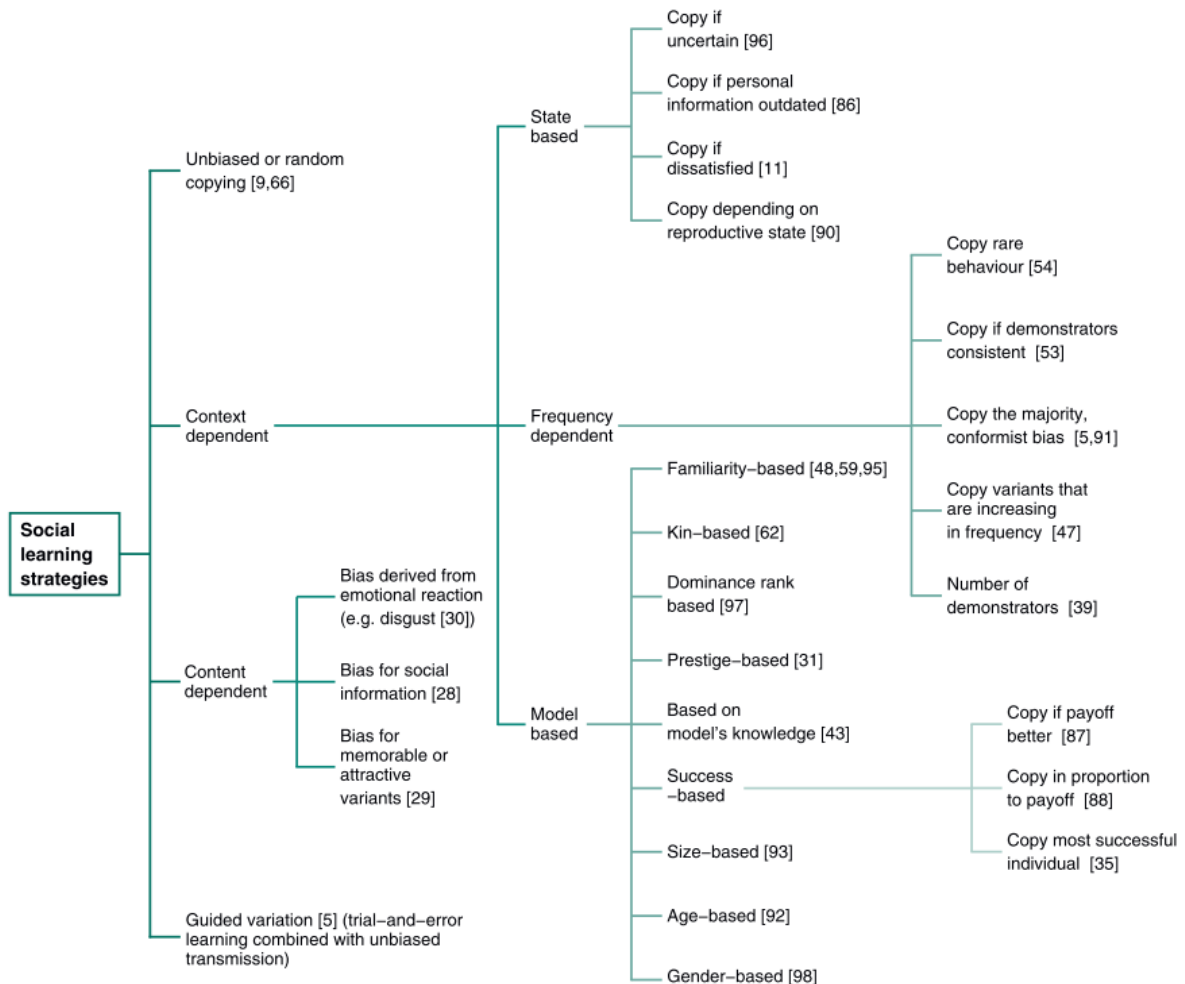 Social
learning
strategies
Unbiased or random
copying [9,66]
Context
dependent
Content
dependent
Guided variation [5] (trial–and–error
learning combined with unbiased
transmission)
Bias derived from
emotional reaction
(e.g. disgust [30])
Bias for social
information [28]
Bias for
memorable or
attractive
variants [29]
State
based
Frequency
dependent
Model
based
Copy if
uncertain [96]
Copy if personal
information outdated [86]
Copy if
dissatisfied [11]
Copy depending on
reproductive state [90]
Copy rare
behaviour [54]
Copy if demonstrators
consistent [53]
Copy the majority,
conformist bias [5,91]
Copy variants that
are increasing
in frequency [47]
Number of
demonstrators [39]
Familiarity–based [48,59,95]
Kin–based [62]
Dominance rank
based [97]
Prestige–based [31]
Based on
model's knowledge [43]
Success
–based
Size–based [93]
Age–based [92]
Gender–based [98]
Copy if payoff
better [87]
Copy in proportion
to payoff [88]
Copy most successful
individual [35]